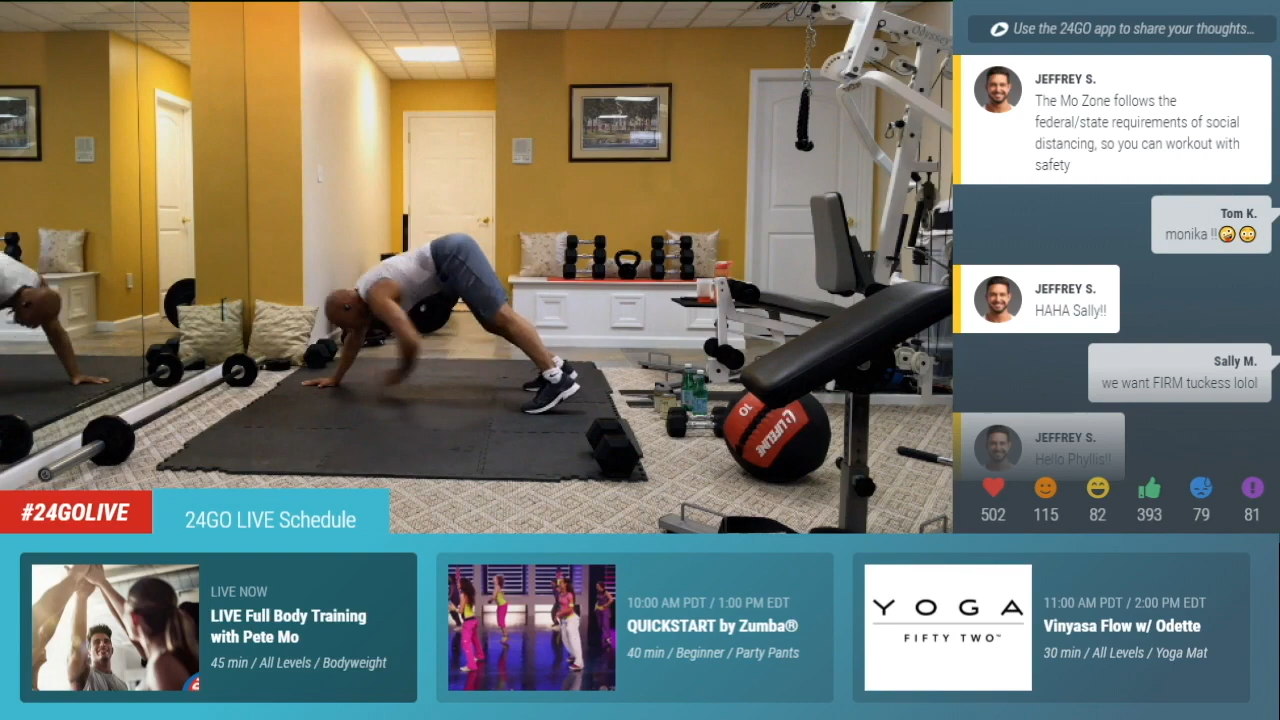 Use the 24GO app to share your thoughts...
JEFFREY S.
The Mo Zone follows the
federal/state requirements of social
distancing, so you can workout with
safety
Tom K.
monika !!🤪😳
JEFFREY S.
HAHA Sally!!
Sally M.
we want FIRM tuckess lolol
JEFFREY S.
Hello Phyllis!!
502 115 82 393 79 81
Odyssey
10
LIFELINE
#24GOLIVE
24GO LIVE Schedule
LIVE NOW
LIVE Full Body Training
with Pete Mo
45 min / All Levels / Bodyweight
10:00 AM PDT / 1:00 PM EDT
QUICKSTART by Zumba®
40 min / Beginner / Party Pants
YOGA
FIFTY TWO™
11:00 AM PDT / 2:00 PM EDT
Vinyasa Flow w/ Odette
30 min / All Levels / Yoga Mat